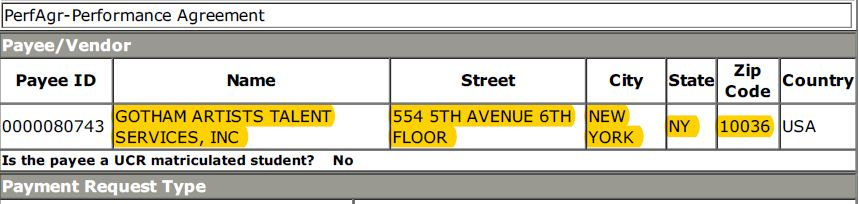 PerfAgr-Performance Agreement
Payee/Vendor
Payee ID Name Street City State Zip Code Country
0000080743 GOTHAM ARTISTS TALENT SERVICES, INC 554 5TH AVENUE 6TH FLOOR NEW YORK NY 10036 USA
Is the payee a UCR matriculated student? No
Payment Request Type